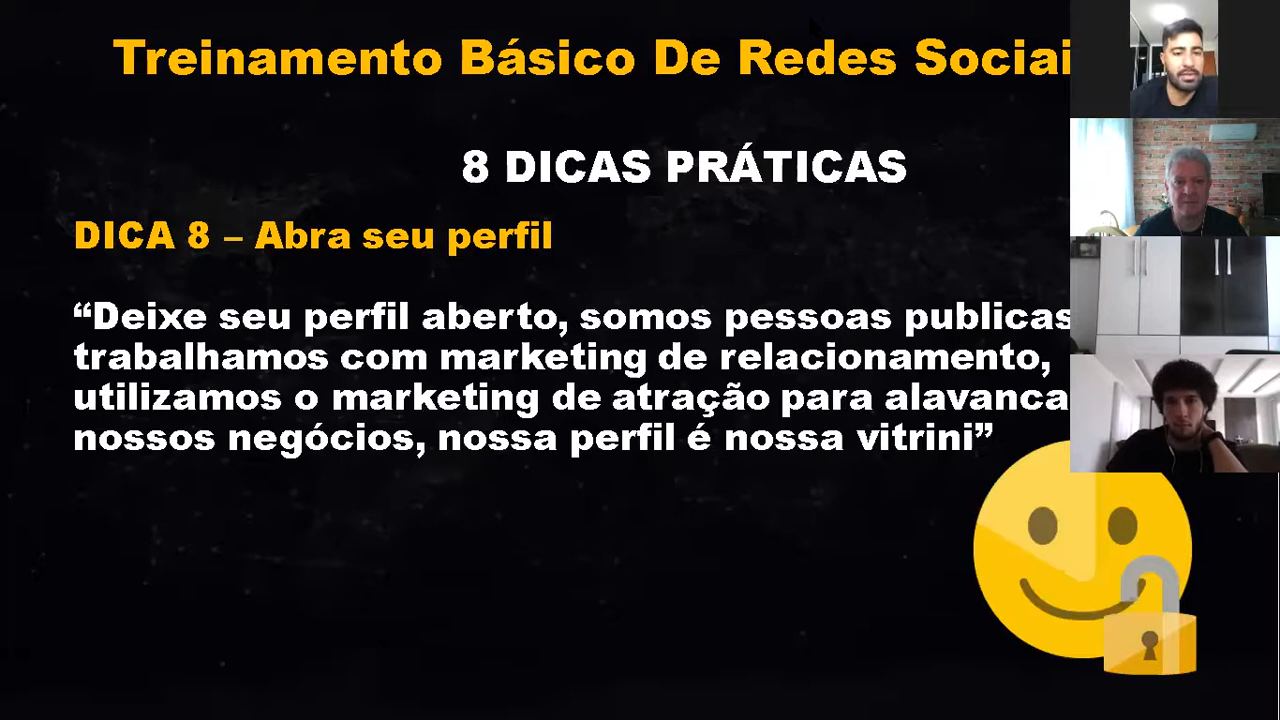 Treinamento Básico De Redes Sociai
8 DICAS PRÁTICAS
DICA 8 – Abra seu perfil
“Deixe seu perfil aberto, somos pessoas publicas
trabalhamos com marketing de relacionamento,
utilizamos o marketing de atração para alavanca
nossos negócios, nossa perfil é nossa vitrini”